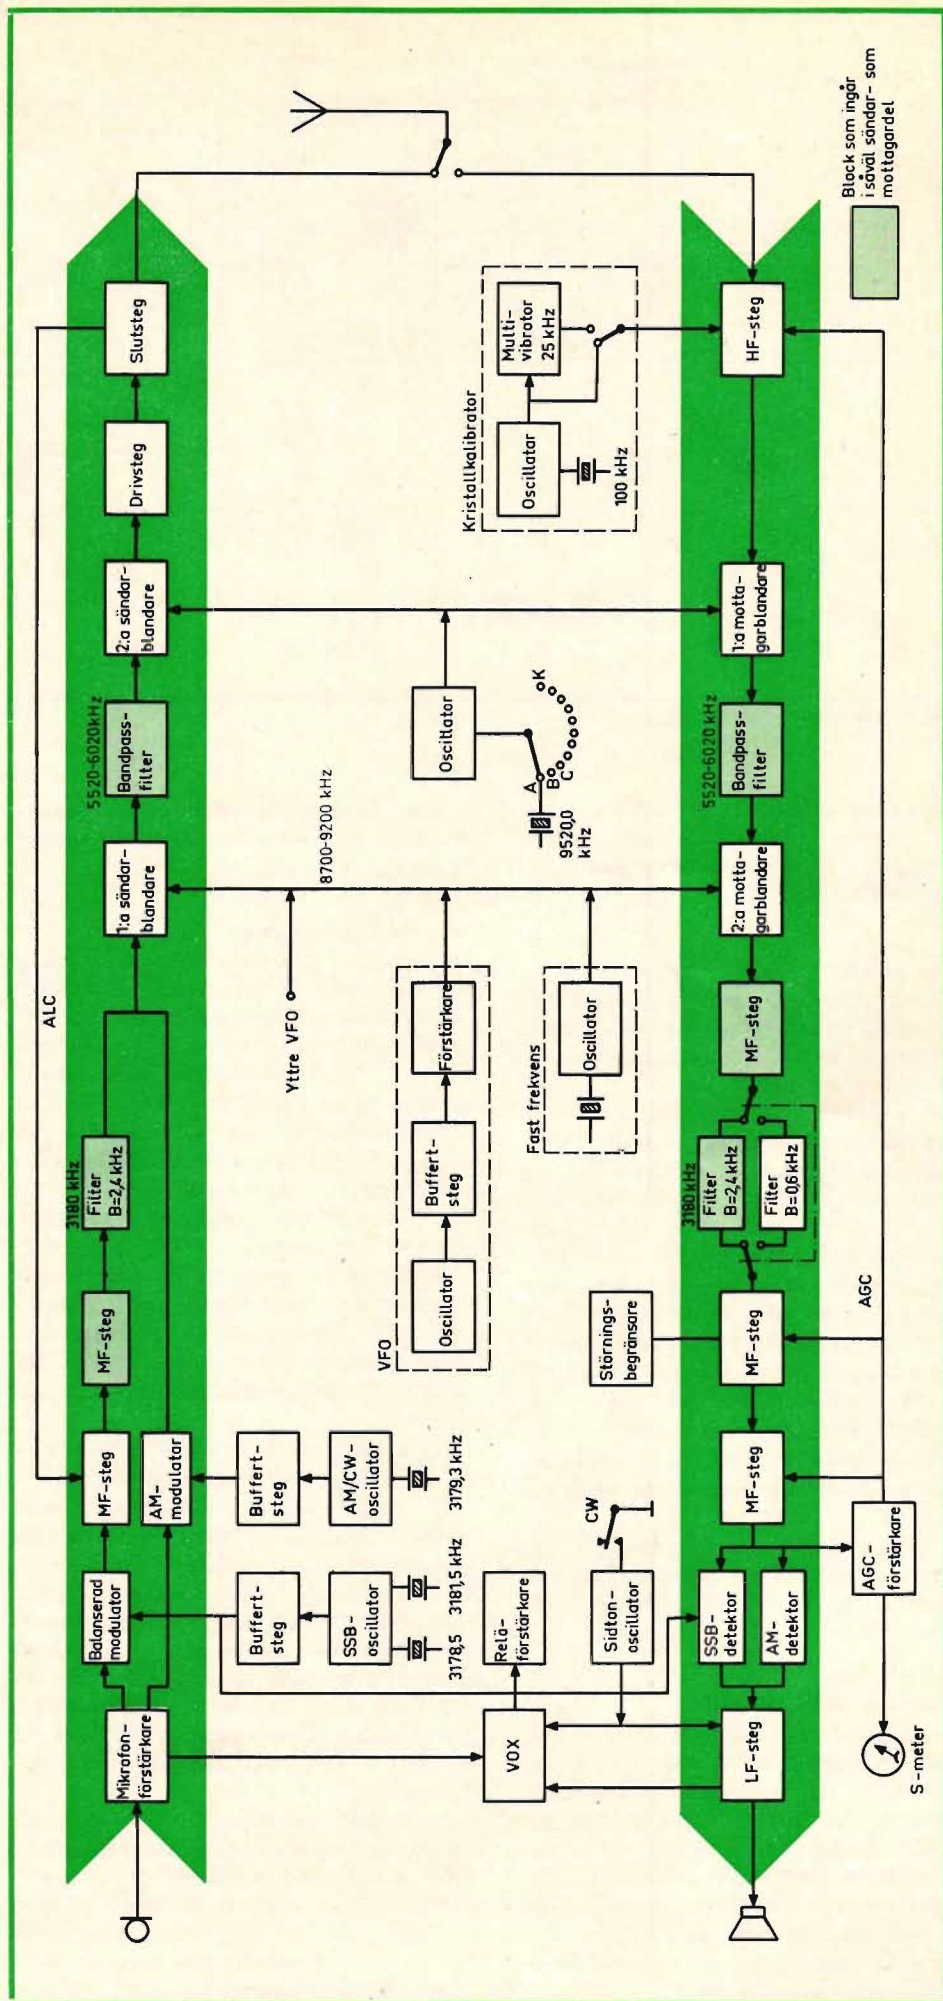 ALC
Mikrofon-
förstärkare
Balanserad
modulator
MF-steg
AM-
modulator
MF-steg
3180 kHz
Filter
B=2,4kHz
1:a sändar-
blandare
5520-6020kHz
Bandpass-
filter
2:a sändar-
blandare
Drivsteg
Slutsteg
Buffert-
steg
SSB-
oscillator
3178,5
3181,5 kHz
Buffert-
steg
AM/CW-
oscillator
3179,3 kHz
VFO
Oscillator
Buffert-
steg
Förstärkare
Yttre VFO
8700-9200 kHz
Fast frekvens
Oscillator
Oscillator
A
B
C
K
9520,0
kHz
Kristallkalibrator
Oscillator
100 kHz
Multi-
vibrator
25 kHz
VOX
Relä-
förstärkare
Sidton-
oscillator
CW
Störnings-
begränsare
LF-steg
SSB-
detektor
AM-
detektor
MF-steg
MF-steg
3180 kHz
Filter
B=2,4kHz
Filter
B=0,6 kHz
MF-steg
2:a motta-
garblandare
5520-6020 kHz
Bandpass-
filter
1:a motta-
garblandare
HF-steg
S-meter
AGC-
förstärkare
AGC
Block som ingår
i såväl sändar- som
mottagardel